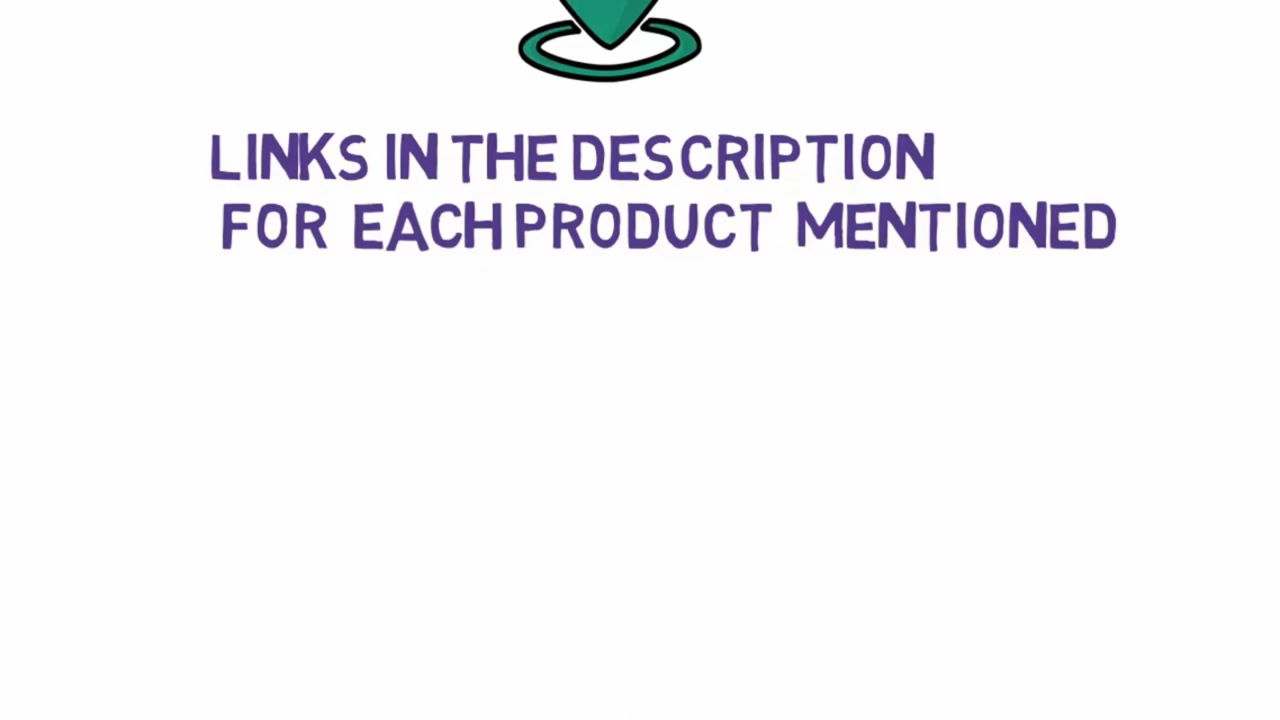 LINKS IN THE DESCRIPTION
FOR EACH PRODUCT MENTIONED